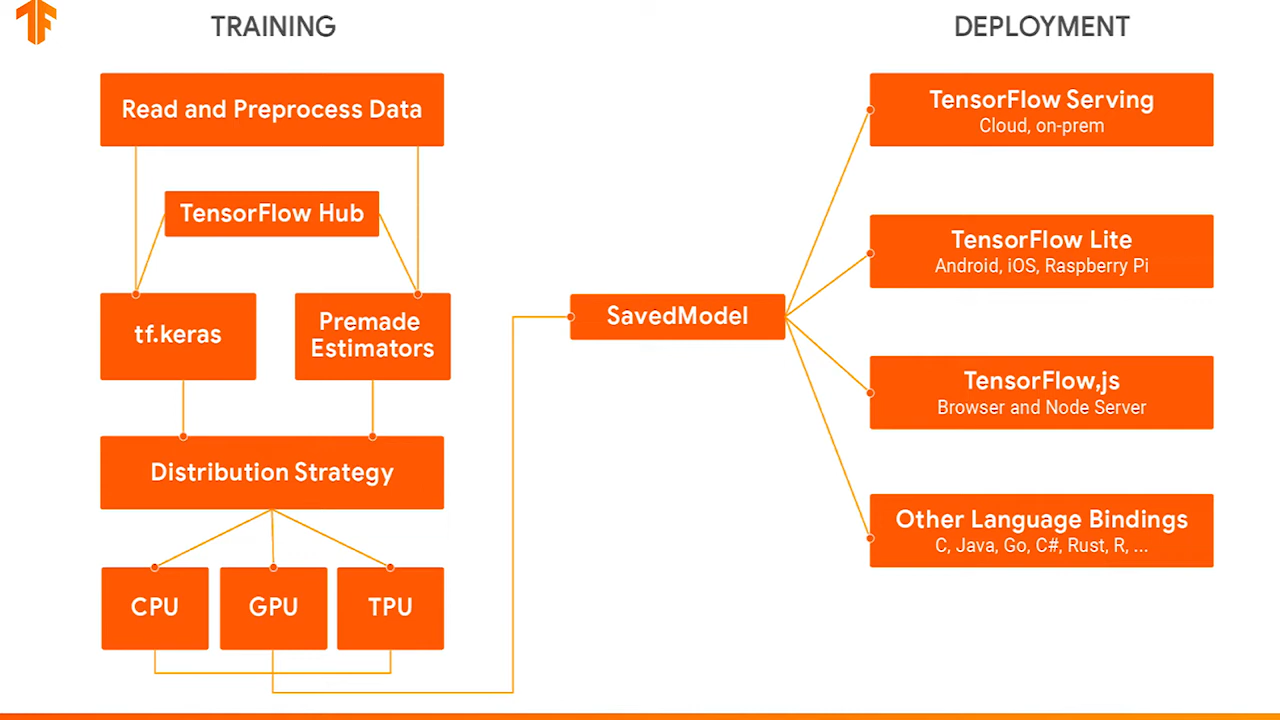 TRAINING
Read and Preprocess Data
TensorFlow Hub
tf.keras
Premade
Estimators
Distribution Strategy
CPU
GPU
TPU
SavedModel
DEPLOYMENT
TensorFlow Serving
Cloud, on-prem
TensorFlow Lite
Android, iOS, Raspberry Pi
TensorFlow,js
Browser and Node Server
Other Language Bindings
C, Java, Go, C#, Rust, R, ...